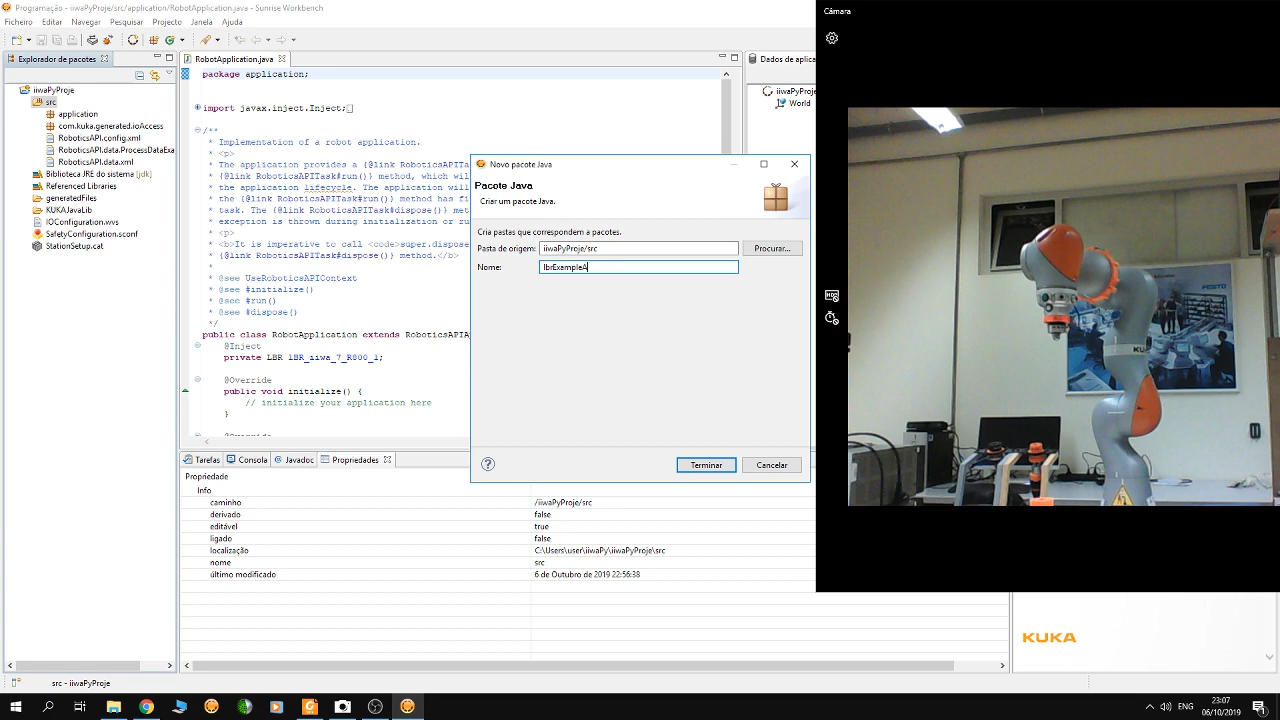 Programação - iiwaPyProje/src/application/RobotApplication.java - Sunrise Workbench
Ficheiro Editar Navegar Pesquisar Projecto Janela Ajuda
Explorador de pacotes
iiwaPyProje
src
application
com.kuka.generated.ioAccess
RoboticsAPI.config.xml
RoboticsAPI.data.ProcessDataExa
RoboticsAPI.data.xml
Biblioteca JRE do sistema [jdk]
Referenced Libraries
generatedFiles
KUKAJavaLib
IOConfiguration.wvs
SafetyConfiguration.sconf
StationSetup.cat
RobotApplication.java
package application;
import javax.inject.Inject;
/**
* Implementation of a robot application.
* <p>
* The application provides a {@link RoboticsAPITa
* {@link RoboticsAPITask#run()} method, which wil
* the application lifecycle. The application will
* the {@link RoboticsAPITask#run()} method has fi
* task. The {@link RoboticsAPITask#dispose()} met
* exception is thrown during initialization or ru
* <p>
* <b>It is imperative to call <code>super.dispose
* {@link RoboticsAPITask#dispose()} method.</b>
*
* @see UseRoboticsAPIContext
* @see #initialize()
* @see #run()
* @see #dispose()
*/
public class RobotApplication extends RoboticsAPIA
@Inject
private LBR lBR_iiwa_7_R800_1;
@Override
public void initialize() {
// initialize your application here
}
@Override
Dados de aplica
iiwaPyProj
World
Novo pacote Java
Pacote Java
Criar um pacote Java.
Cria pastas que correspondem a pacotes.
Pasta de origem: iiwaPyProje/src Procurar...
Nome: lbrExampleA
Terminar Cancelar
Tarefas Consola Javadoc Propriedades
Propriedade
Info
caminho /iiwaPyProje/src
derivado false
editável true
ligado false
localização C:\Users\user\iiwaPy\iiwaPyProje\src
nome src
último modificado 6 de Outubro de 2019 22:56:38
Câmara
HDR
FESTO
KUK
KUKA
src - iiwaPyProje
ENG
23:07
06/10/2019
1